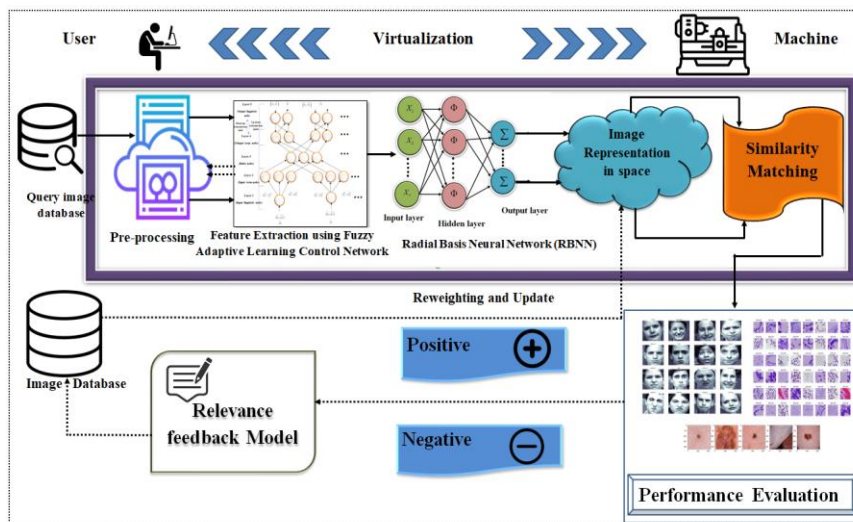 User
Virtualization
Machine
Query image
database
Pre-processing
Feature Extraction using Fuzzy
Adaptive Learning Control Network
Input layer
Hidden layer
Output layer
Radial Basis Neural Network (RBNN)
Φ
Φ
Φ
Σ
Σ
Image
Representation
in space
Similarity
Matching
Reweighting and Update
Image Database
Relevance
feedback Model
Positive
Negative
Performance Evaluation